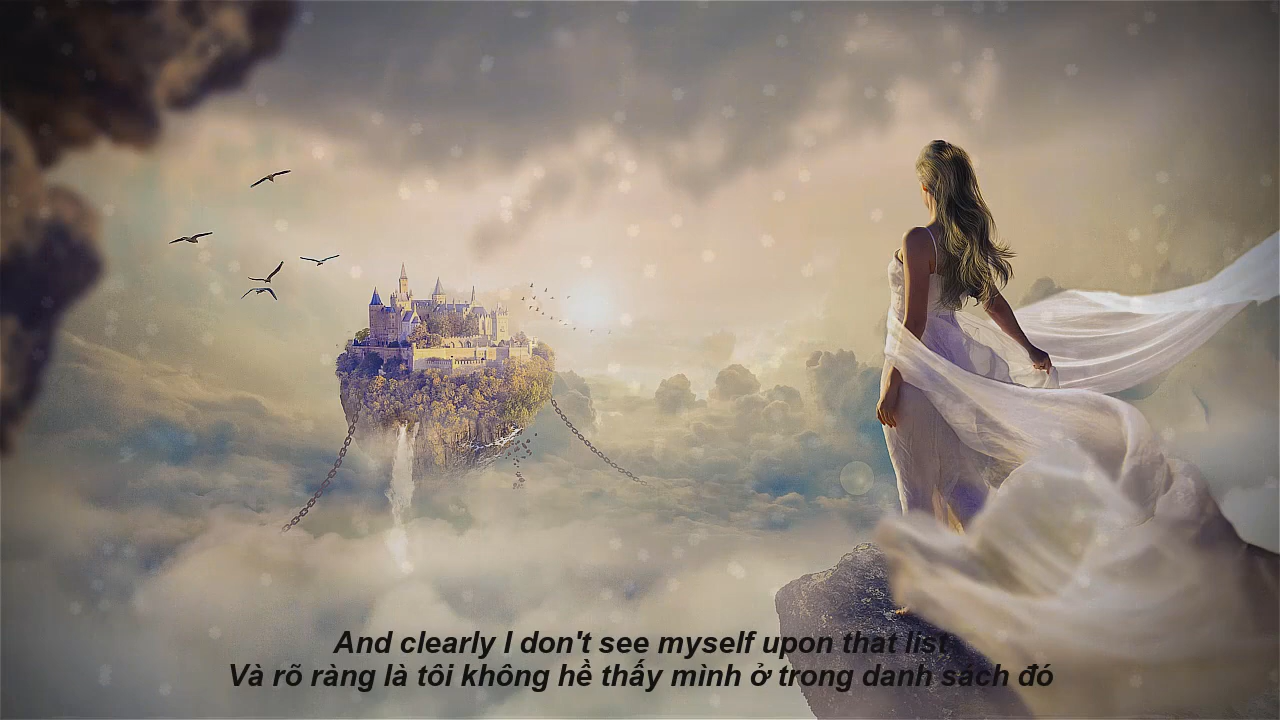 And clearly I don't see myself upon that list
Và rõ ràng là tôi không hề thấy mình ở trong danh sách đó